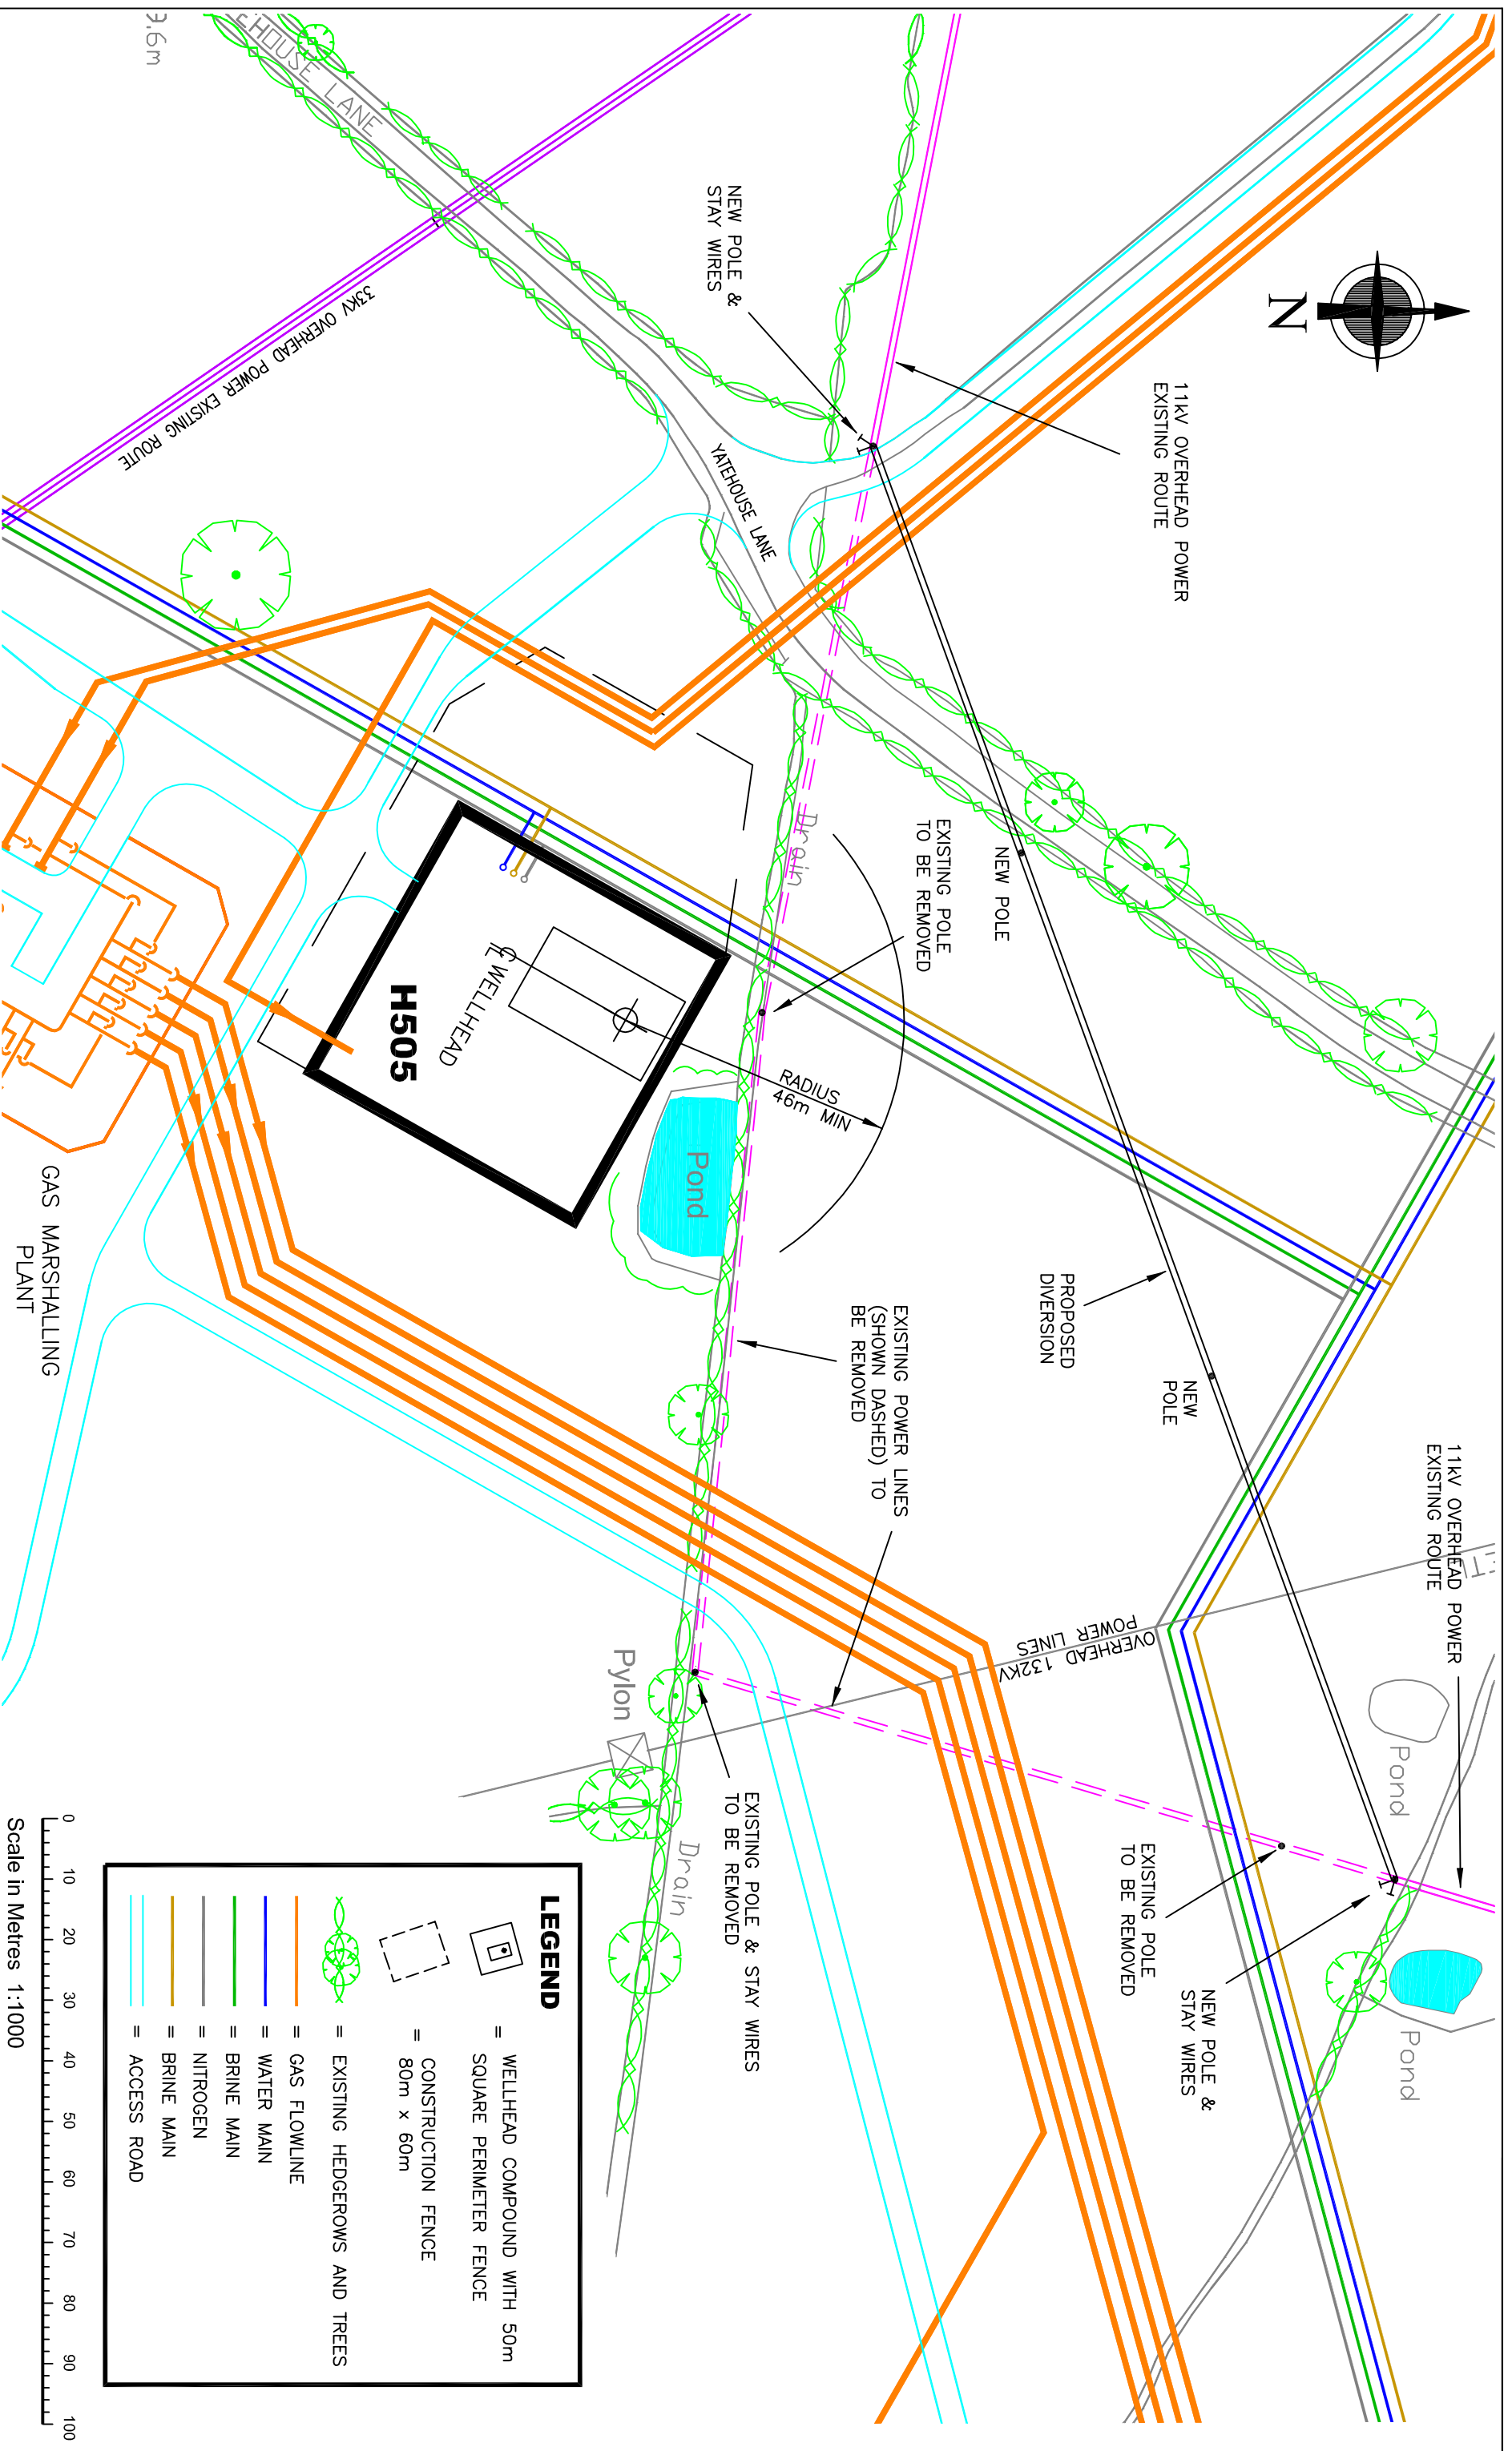 11kV OVERHEAD POWER
EXISTING ROUTE
N
NEW POLE &
STAY WIRES
EHOUSE LANE
9.6m
33KV OVERHEAD POWER EXISTING ROUTE
YATEHOUSE LANE
NEW POLE
EXISTING POLE
TO BE REMOVED
Drain
RADIUS
46m MIN
℄ WELLHEAD
H505
Pond
GAS MARSHALLING
PLANT
PROPOSED
DIVERSION
NEW
POLE
EXISTING POWER LINES
(SHOWN DASHED) TO
BE REMOVED
11kV OVERHEAD POWER
EXISTING ROUTE
OVERHEAD 132KV
POWER LINES
Pond
Pylon
EXISTING POLE & STAY WIRES
TO BE REMOVED
Drain
EXISTING POLE
TO BE REMOVED
NEW POLE &
STAY WIRES
Pond
LEGEND
= WELLHEAD COMPOUND WITH 50m
SQUARE PERIMETER FENCE
= CONSTRUCTION FENCE
80m x 60m
= EXISTING HEDGEROWS AND TREES
= GAS FLOWLINE
= WATER MAIN
= BRINE MAIN
= NITROGEN
= BRINE MAIN
= ACCESS ROAD
0 10 20 30 40 50 60 70 80 90 100
Scale in Metres 1:1000